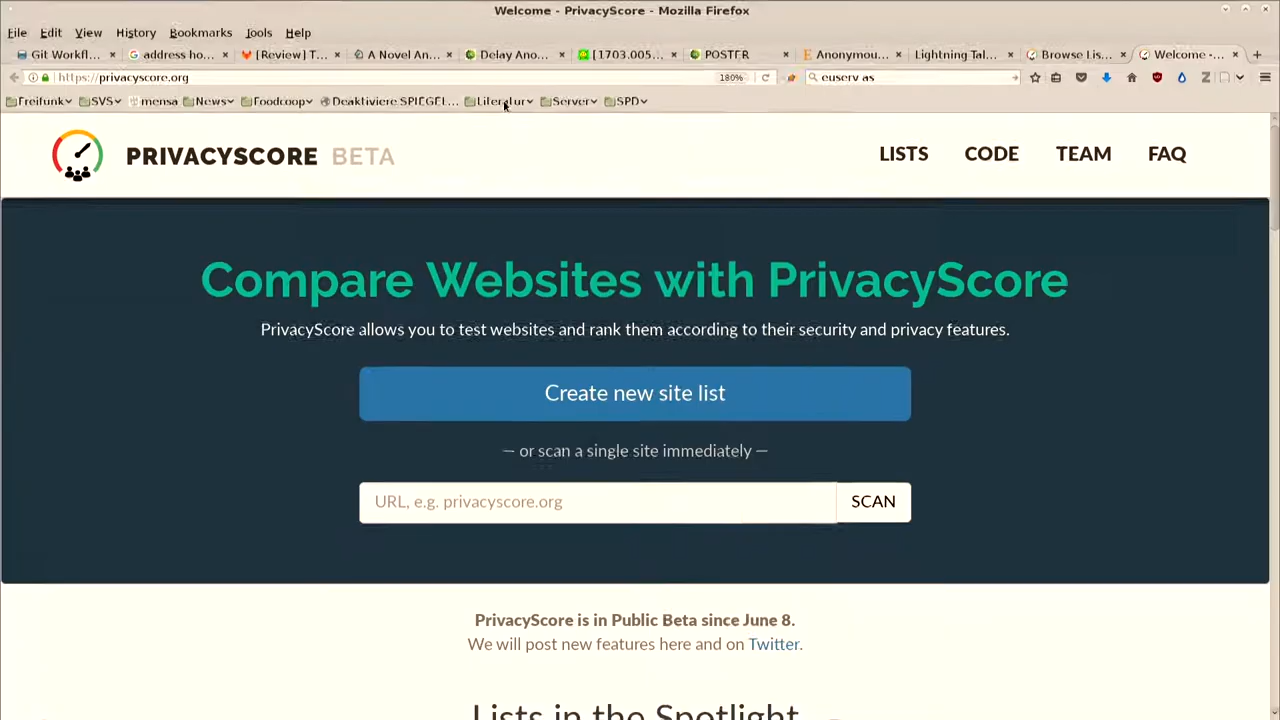 Welcome - PrivacyScore - Mozilla Firefox
File Edit View History Bookmarks Tools Help
Git Workfl... address ho... [Review] T... A Novel An... Delay Ano... [1703.005... POSTER Anonymou... Lightning Tal... Browse Lis... Welcome -...
https://privacyscore.org 180% euserv as
Freifunk SVS mensa News Foodcoop Deaktiviere SPIEGEL... Literatur Server SPD
PRIVACYSCORE BETA LISTS CODE TEAM FAQ
Compare Websites with PrivacyScore
PrivacyScore allows you to test websites and rank them according to their security and privacy features.
Create new site list
— or scan a single site immediately —
URL, e.g. privacyscore.org SCAN
PrivacyScore is in Public Beta since June 8.
We will post new features here and on Twitter.
Lists in the Spotlight